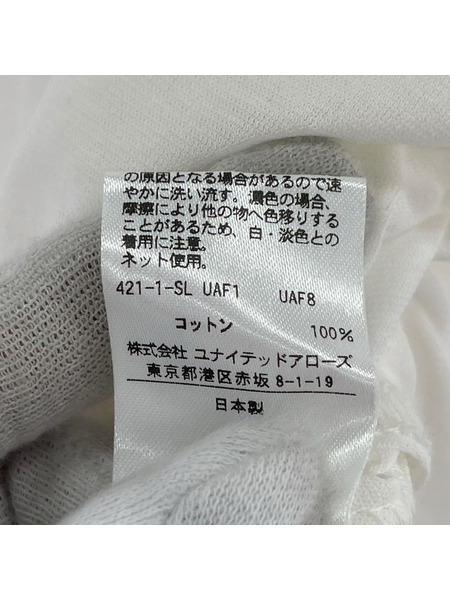 の原因となる場合があるので速
やかに洗い流す。濃色の場合、
摩擦により他の物へ色移りする
ことがあるため、白・淡色との
着用に注意。
ネット使用。
421-1-SL UAF1 UAF8
コットン 100%
株式会社 ユナイテッドアローズ
東京都港区赤坂 8-1-19
日本製